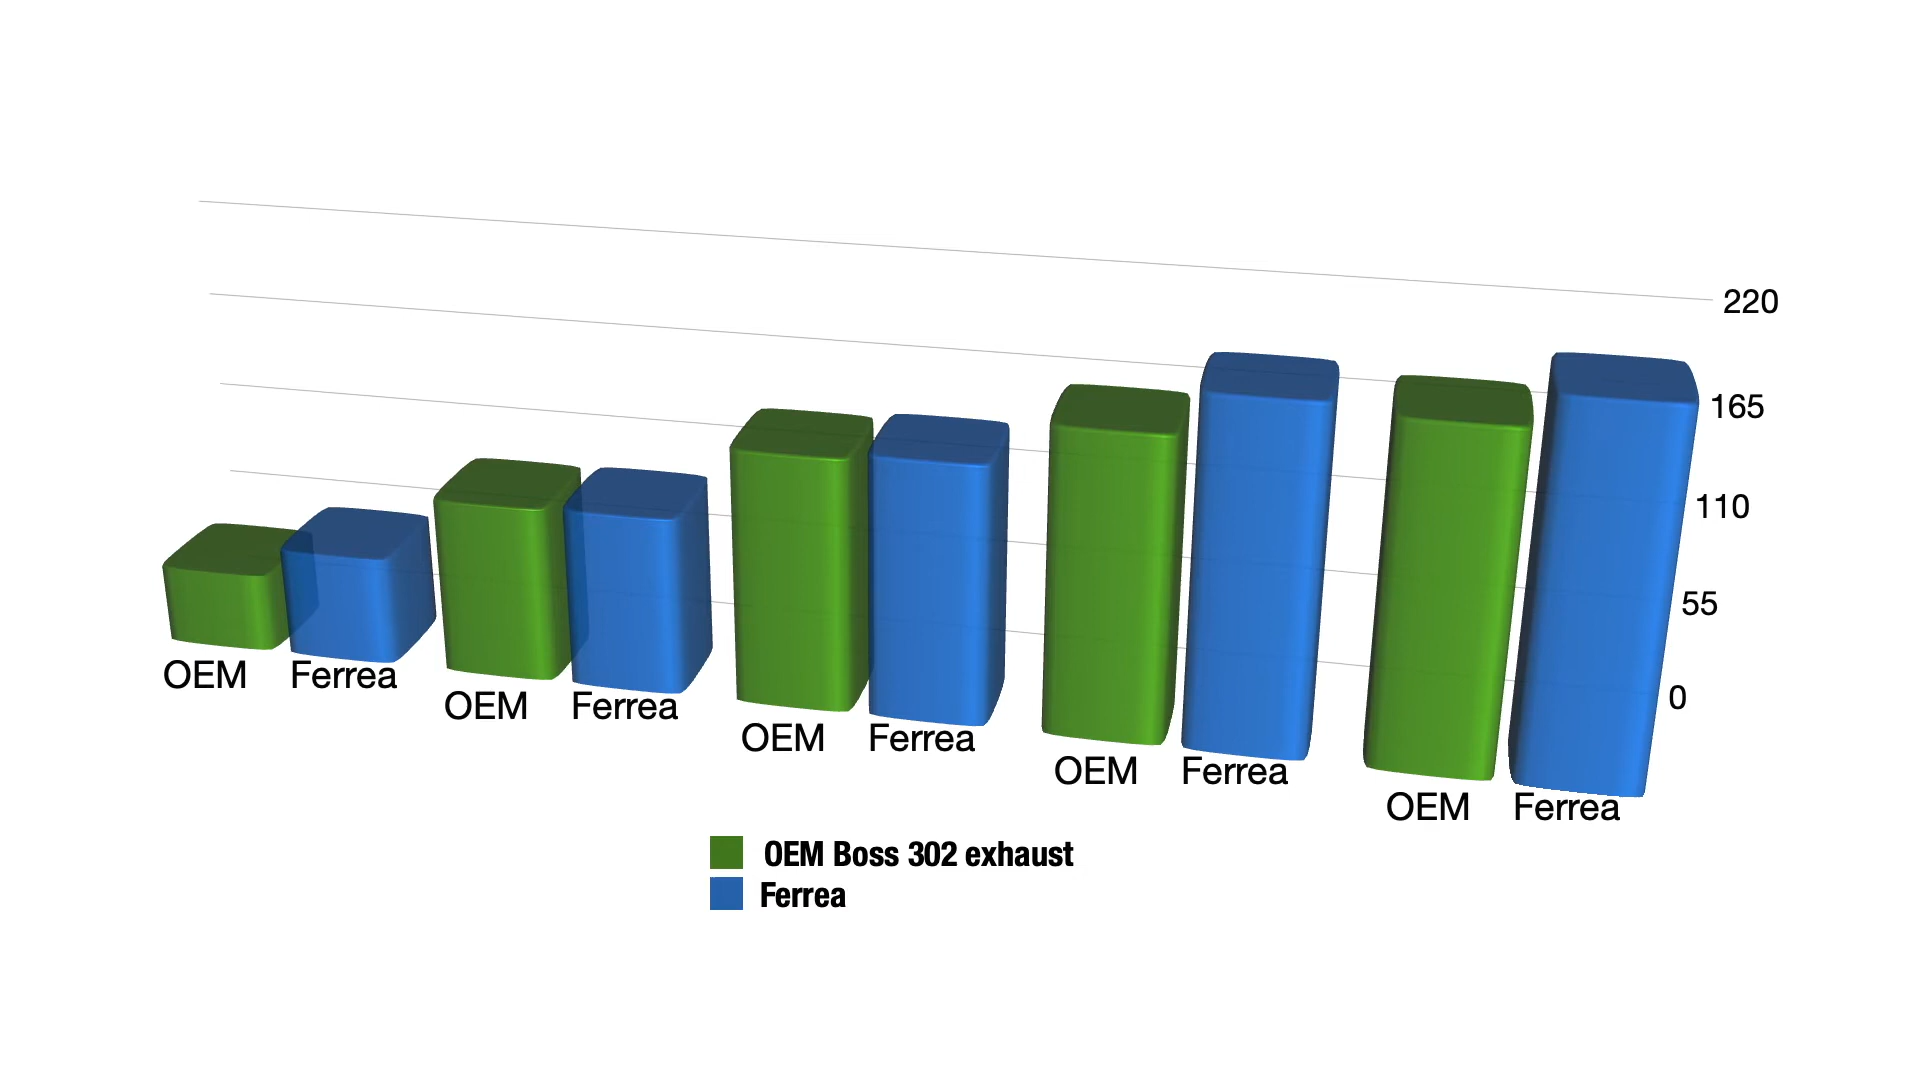 220
165
110
55
0
OEM Ferrea
OEM Ferrea
OEM Ferrea
OEM Ferrea
OEM Ferrea
OEM Boss 302 exhaust
Ferrea